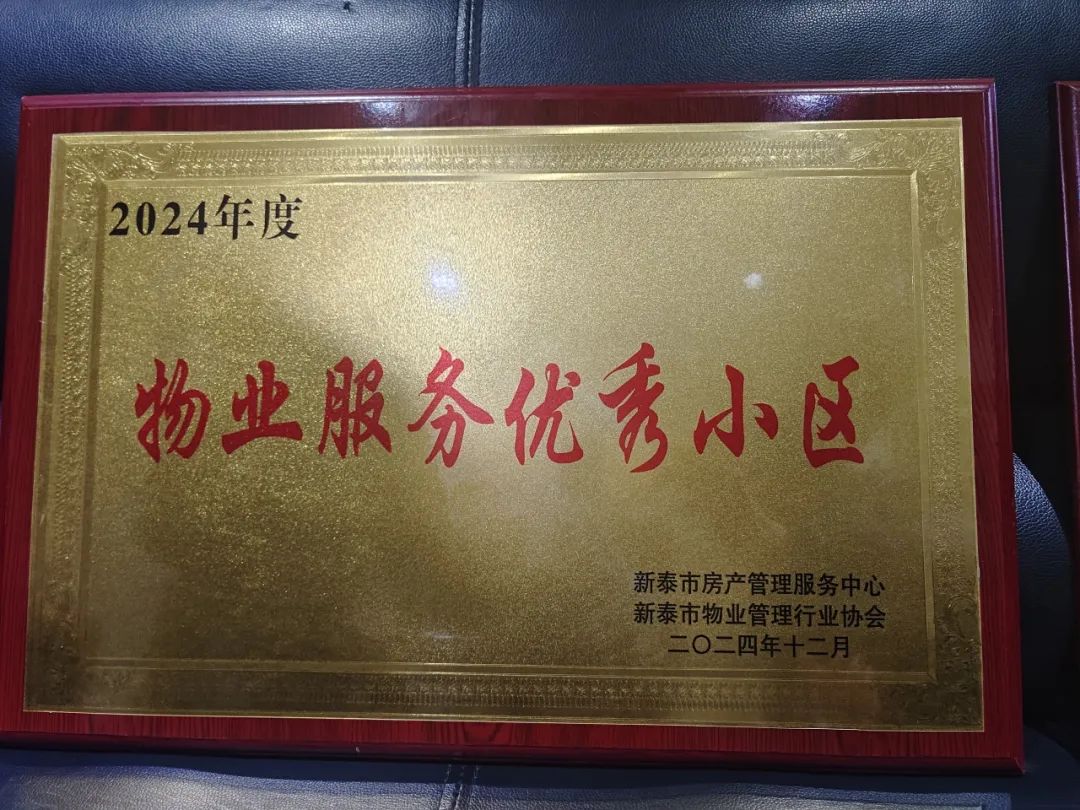 2024年度
物业服务优秀小区
新泰市房产管理服务中心
新泰市物业管理行业协会
二〇二四年十二月